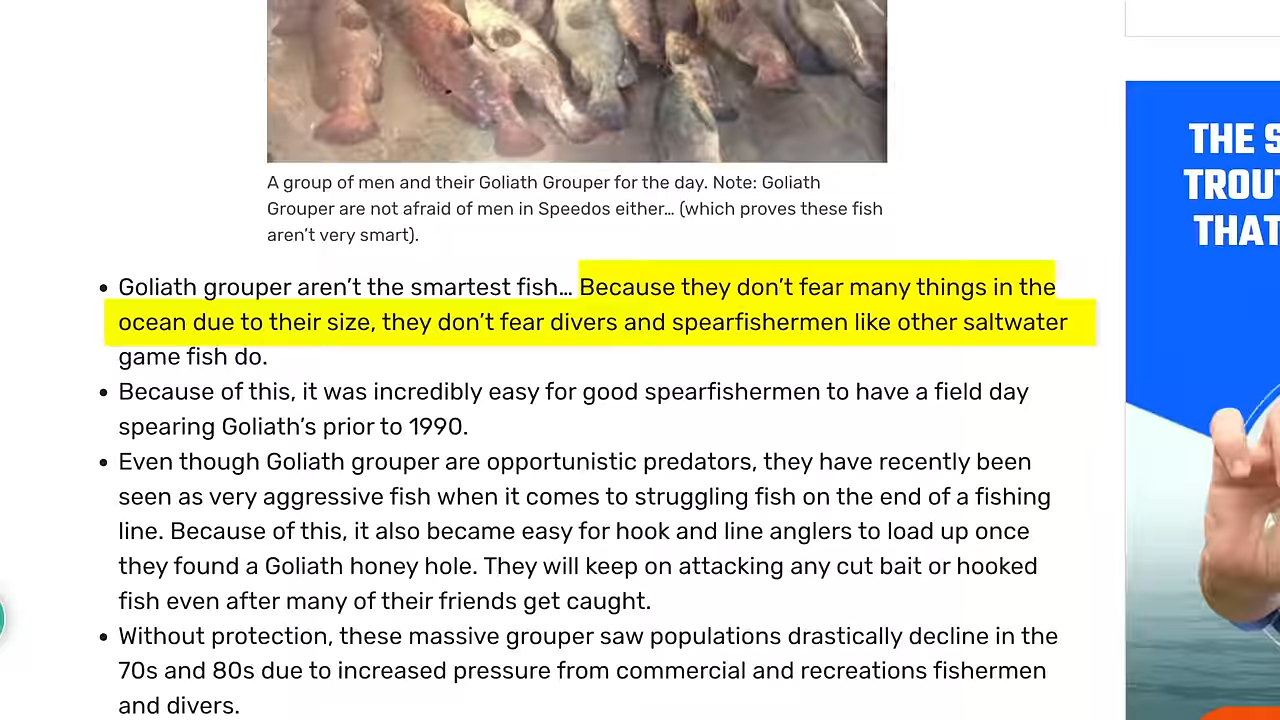 A group of men and their Goliath Grouper for the day. Note: Goliath
Grouper are not afraid of men in Speedos either… (which proves these fish
aren’t very smart).
Goliath grouper aren’t the smartest fish… Because they don’t fear many things in the
ocean due to their size, they don’t fear divers and spearfishermen like other saltwater
game fish do.
Because of this, it was incredibly easy for good spearfishermen to have a field day
spearing Goliath’s prior to 1990.
Even though Goliath grouper are opportunistic predators, they have recently been
seen as very aggressive fish when it comes to struggling fish on the end of a fishing
line. Because of this, it also became easy for hook and line anglers to load up once
they found a Goliath honey hole. They will keep on attacking any cut bait or hooked
fish even after many of their friends get caught.
Without protection, these massive grouper saw populations drastically decline in the
70s and 80s due to increased pressure from commercial and recreations fishermen
and divers.
THE S
TROU
THAT